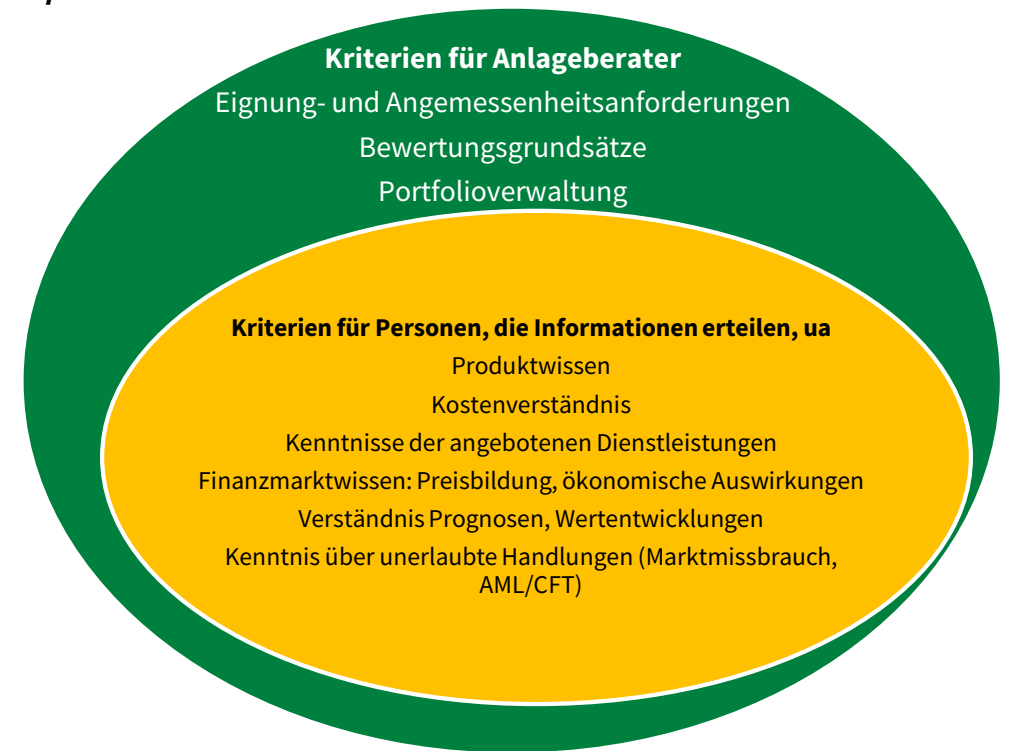 Kriterien für Anlageberater
Eignung- und Angemessenheitsanforderungen
Bewertungsgrundsätze
Portfolioverwaltung
Kriterien für Personen, die Informationen erteilen, ua
Produktwissen
Kostenverständnis
Kenntnisse der angebotenen Dienstleistungen
Finanzmarktwissen: Preisbildung, ökonomische Auswirkungen
Verständnis Prognosen, Wertentwicklungen
Kenntnis über unerlaubte Handlungen (Marktmissbrauch,
AML/CFT)